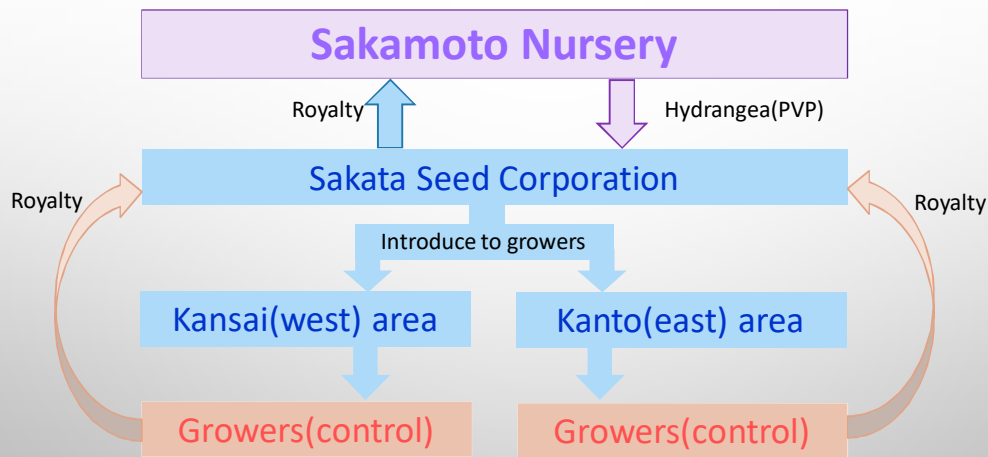 Sakamoto Nursery
Royalty
Hydrangea(PVP)
Sakata Seed Corporation
Royalty
Royalty
Introduce to growers
Kansai(west) area
Kanto(east) area
Growers(control)
Growers(control)